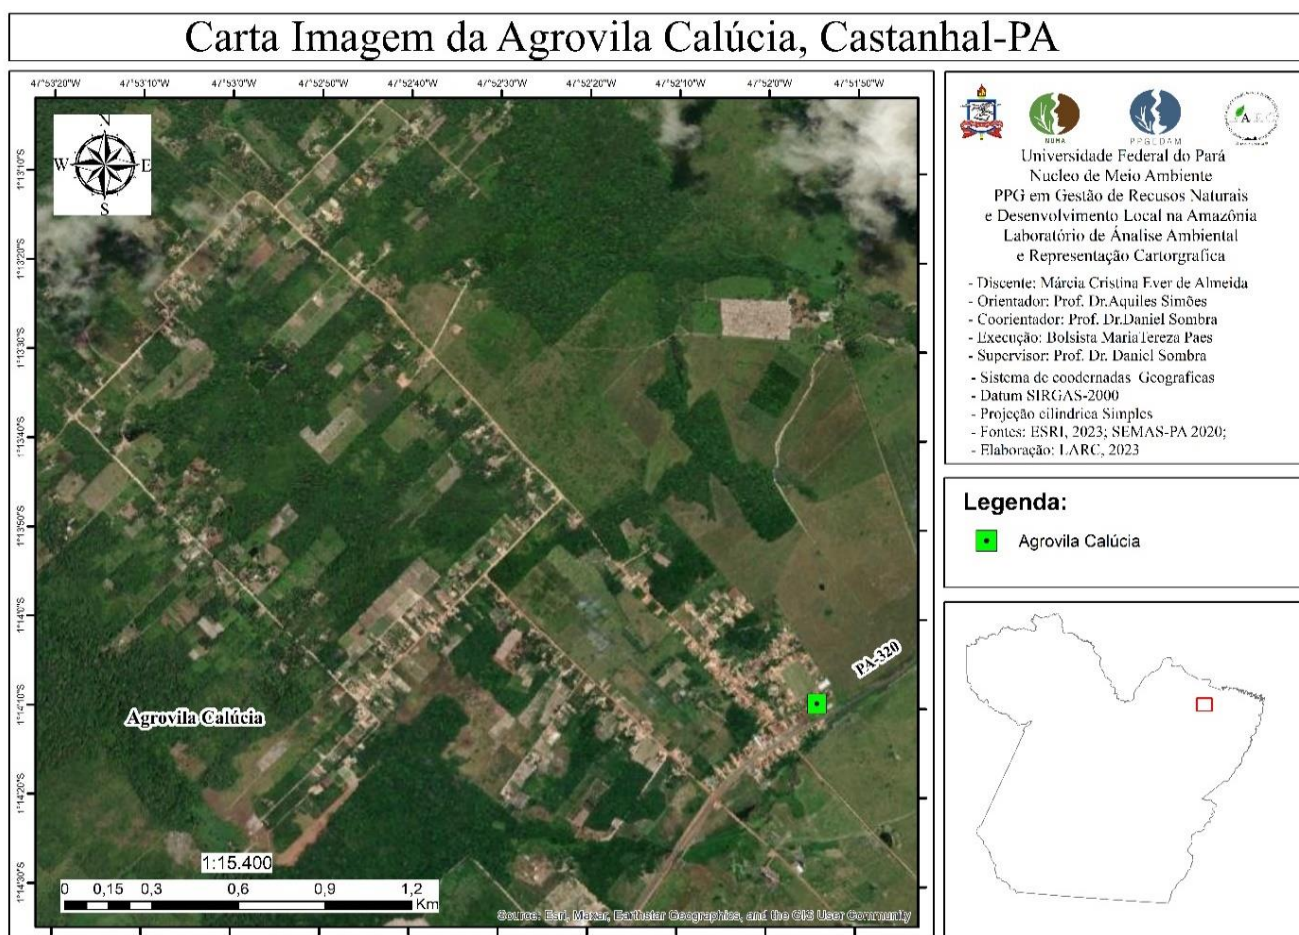 Carta Imagem da Agrovila Calúcia, Castanhal-PA
47°53'20"W 47°53'10"W 47°53'0"W 47°52'50"W 47°52'40"W 47°52'30"W 47°52'20"W 47°52'10"W 47°52'0"W 47°51'50"W
N
W E
S
1°13'10"S
1°13'20"S
1°13'30"S
1°13'40"S
1°13'50"S
1°14'0"S
1°14'10"S
1°14'20"S
1°14'30"S
PA-320
Agrovila Calúcia
1:15.400
0 0,15 0,3 0,6 0,9 1,2
Km
Source: Esri, Maxar, Earthstar Geographics, and the GIS User Community
NUMA
PPGEDAM
Universidade Federal do Pará
Nucleo de Meio Ambiente
PPG em Gestão de Recusos Naturais
e Desenvolvimento Local na Amazônia
Laboratório de Ánalise Ambiental
e Representação Cartorgrafica
- Discente: Márcia Cristina Ever de Almeida
- Orientador: Prof. Dr.Aquiles Simões
- Coorientador: Prof. Dr.Daniel Sombra
- Execução: Bolsista MariaTereza Paes
- Supervisor: Prof. Dr. Daniel Sombra
- Sistema de coodernadas Geograficas
- Datum SIRGAS-2000
- Projeção cilindrica Simples
- Fontes: ESRI, 2023; SEMAS-PA 2020;
- Elaboração: LARC, 2023
Legenda:
Agrovila Calúcia